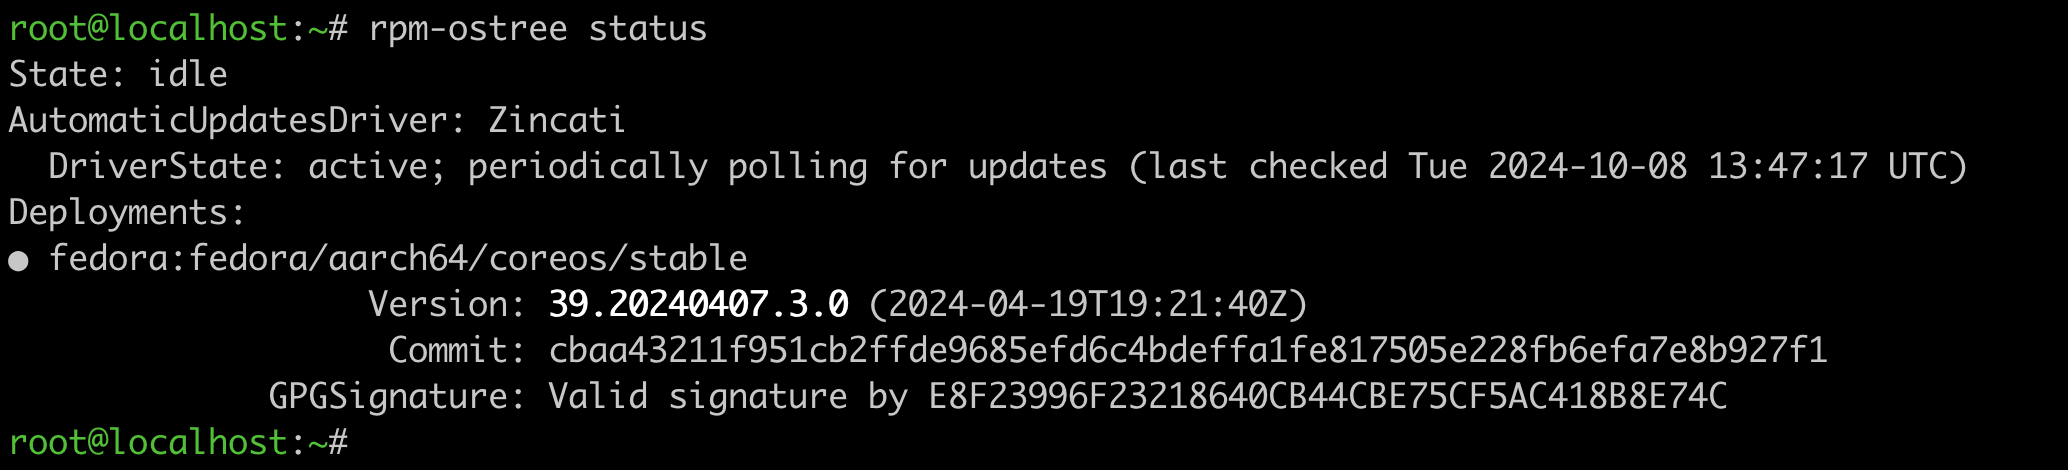 root@localhost:~# rpm-ostree status
State: idle
AutomaticUpdatesDriver: Zincati
  DriverState: active; periodically polling for updates (last checked Tue 2024-10-08 13:47:17 UTC)
Deployments:
● fedora:fedora/aarch64/coreos/stable
                  Version: 39.20240407.3.0 (2024-04-19T19:21:40Z)
                   Commit: cbaa43211f951cb2ffde9685efd6c4bdeffa1fe817505e228fb6efa7e8b927f1
             GPGSignature: Valid signature by E8F23996F23218640CB44CBE75CF5AC418B8E74C
root@localhost:~#